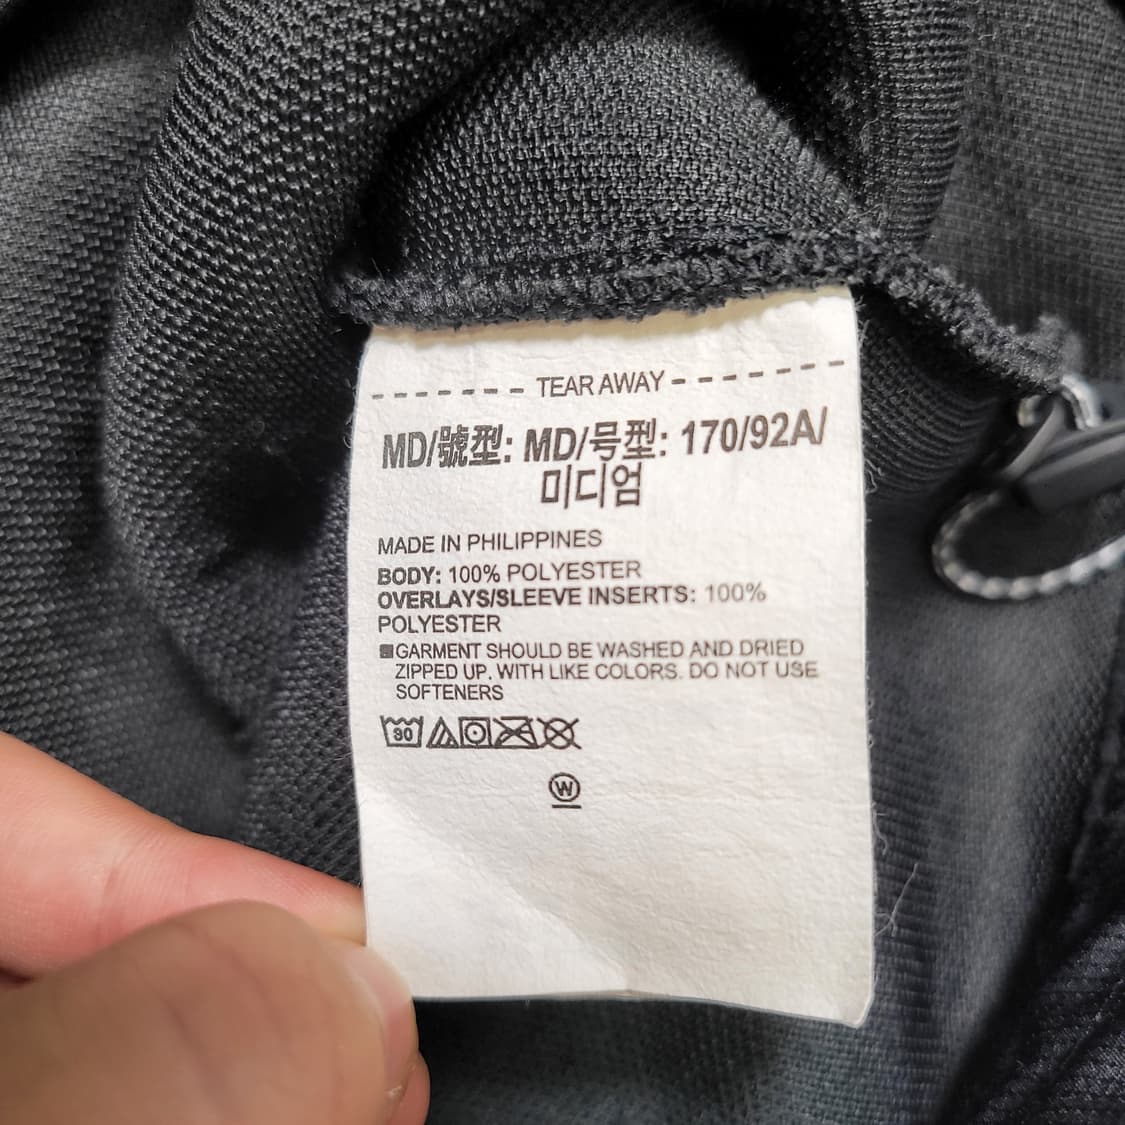 TEAR AWAY
MD/號型: MD/号型: 170/92A/
미디엄
MADE IN PHILIPPINES
BODY: 100% POLYESTER
OVERLAYS/SLEEVE INSERTS: 100%
POLYESTER
■GARMENT SHOULD BE WASHED AND DRIED
ZIPPED UP, WITH LIKE COLORS. DO NOT USE
SOFTENERS
30
W